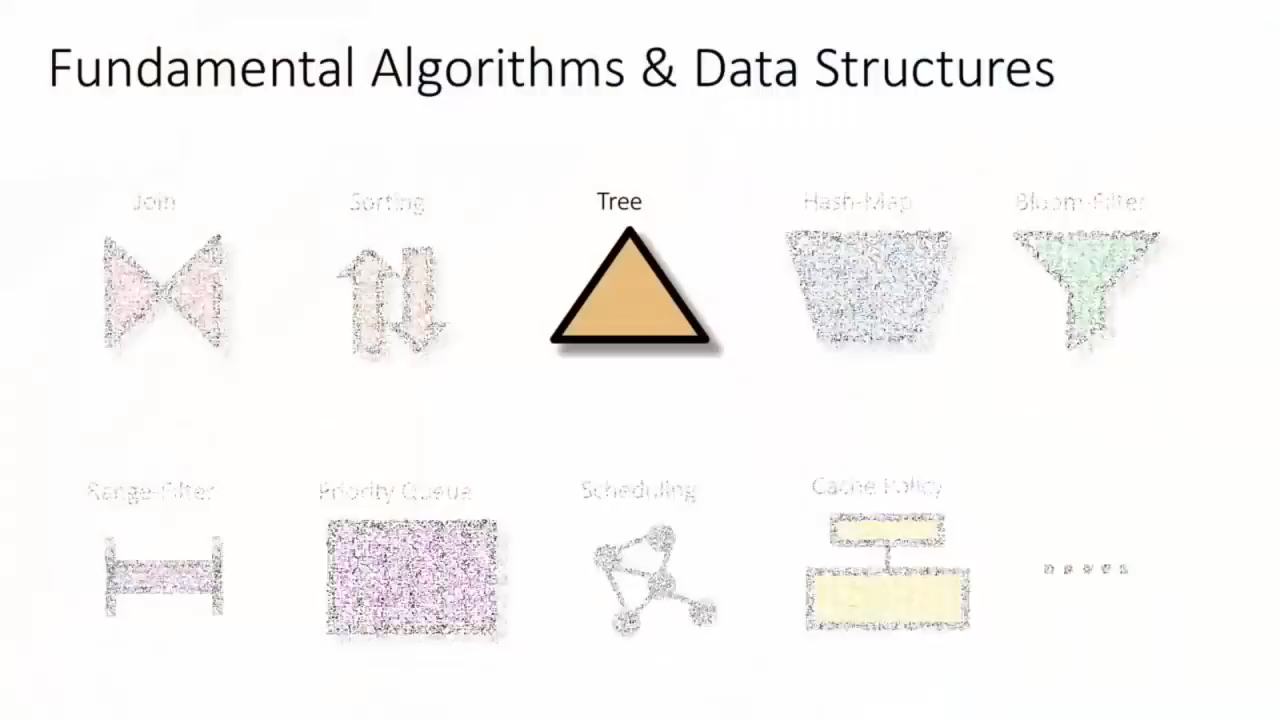 Fundamental Algorithms & Data Structures
Join
Sorting
Tree
Hash-Map
Bloom-Filter
Range-Filter
Priority Queue
Scheduling
Cache Policy
.....